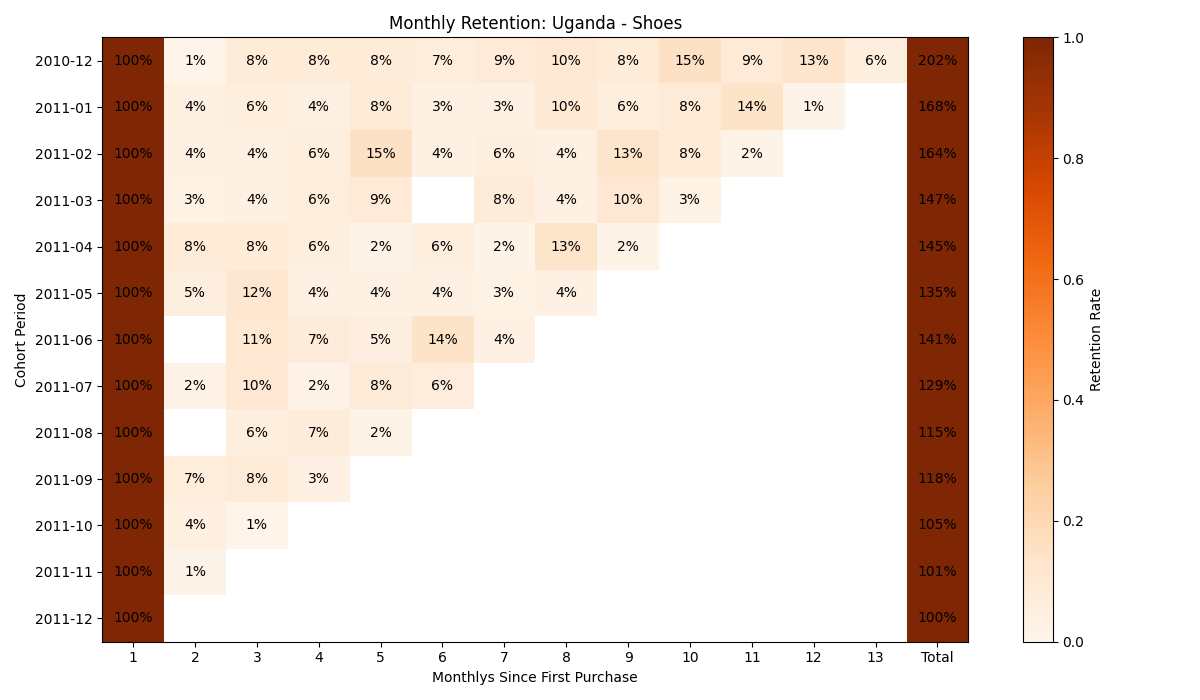 Monthly Retention: Uganda - Shoes
2010-12 100% 1% 8% 8% 8% 7% 9% 10% 8% 15% 9% 13% 6% 202%
2011-01 100% 4% 6% 4% 8% 3% 3% 10% 6% 8% 14% 1% 168%
2011-02 100% 4% 4% 6% 15% 4% 6% 4% 13% 8% 2% 164%
2011-03 100% 3% 4% 6% 9% 8% 4% 10% 3% 147%
2011-04 100% 8% 8% 6% 2% 6% 2% 13% 2% 145%
2011-05 100% 5% 12% 4% 4% 4% 3% 4% 135%
2011-06 100% 11% 7% 5% 14% 4% 141%
2011-07 100% 2% 10% 2% 8% 6% 129%
2011-08 100% 6% 7% 2% 115%
2011-09 100% 7% 8% 3% 118%
2011-10 100% 4% 1% 105%
2011-11 100% 1% 101%
2011-12 100% 100%
1 2 3 4 5 6 7 8 9 10 11 12 13 Total
Monthlys Since First Purchase
Cohort Period
1.0
0.8
0.6
0.4
0.2
0.0
Retention Rate